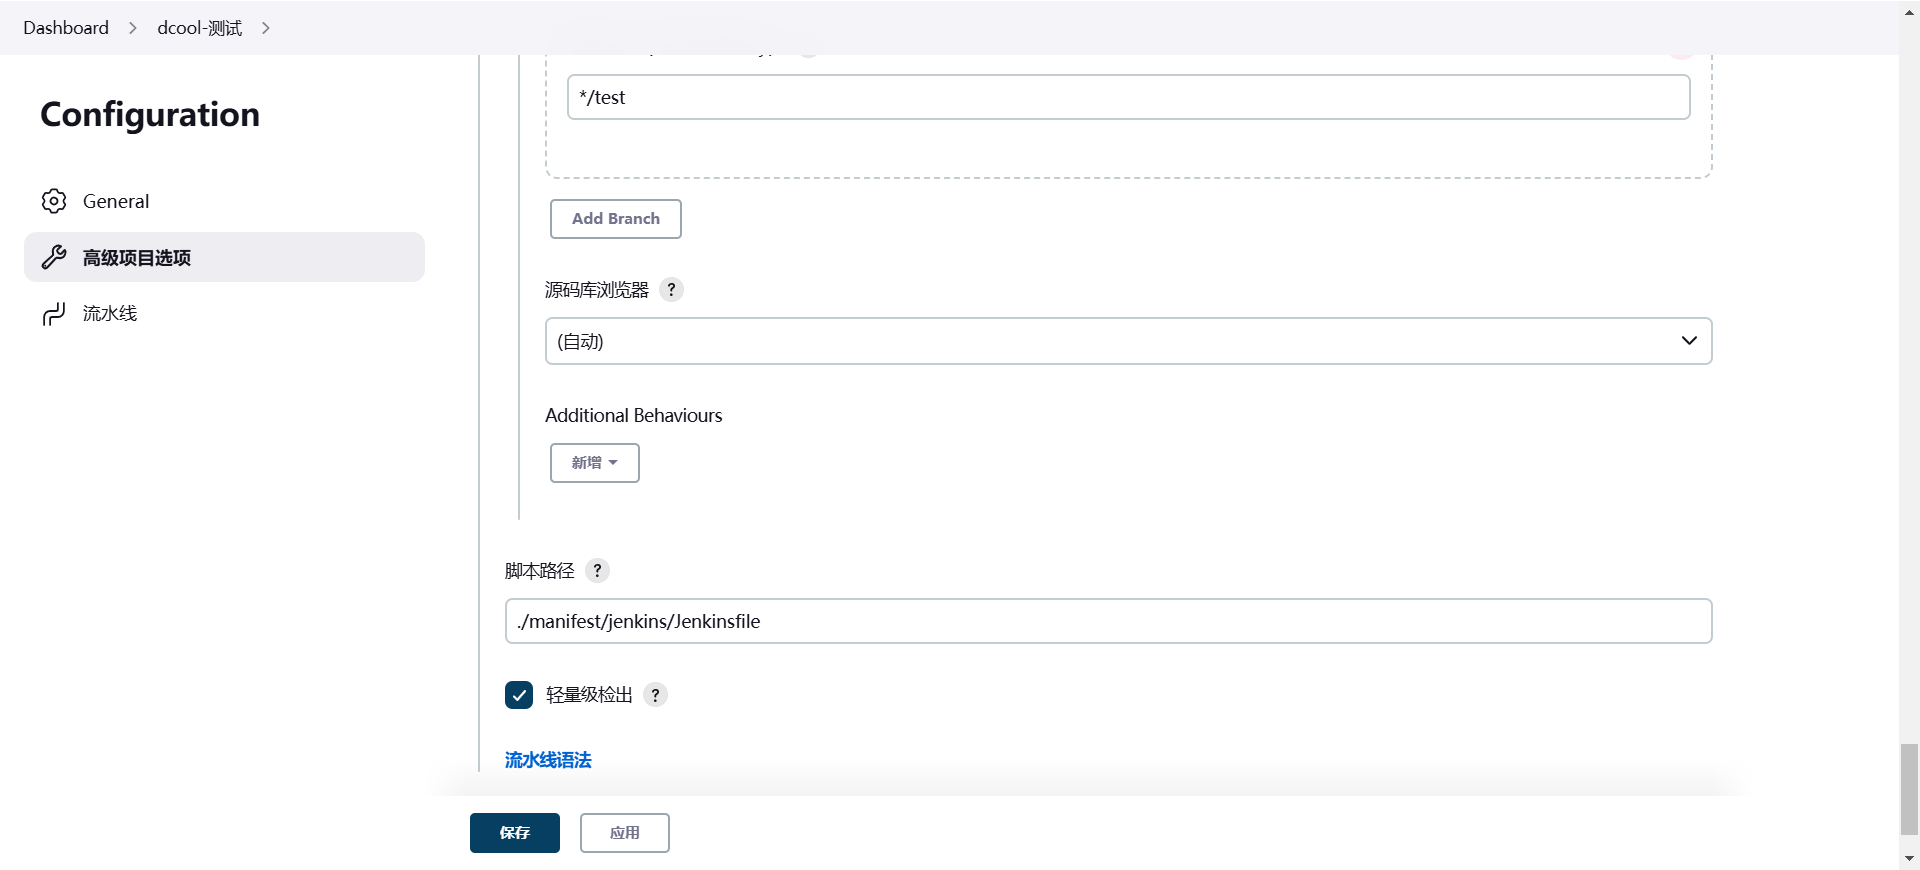 Dashboard
dcool-测试
Configuration
General
高级项目选项
流水线
*/test
Add Branch
源码库浏览器 ?
(自动)
Additional Behaviours
新增
脚本路径 ?
./manifest/jenkins/Jenkinsfile
轻量级检出 ?
流水线语法
保存
应用